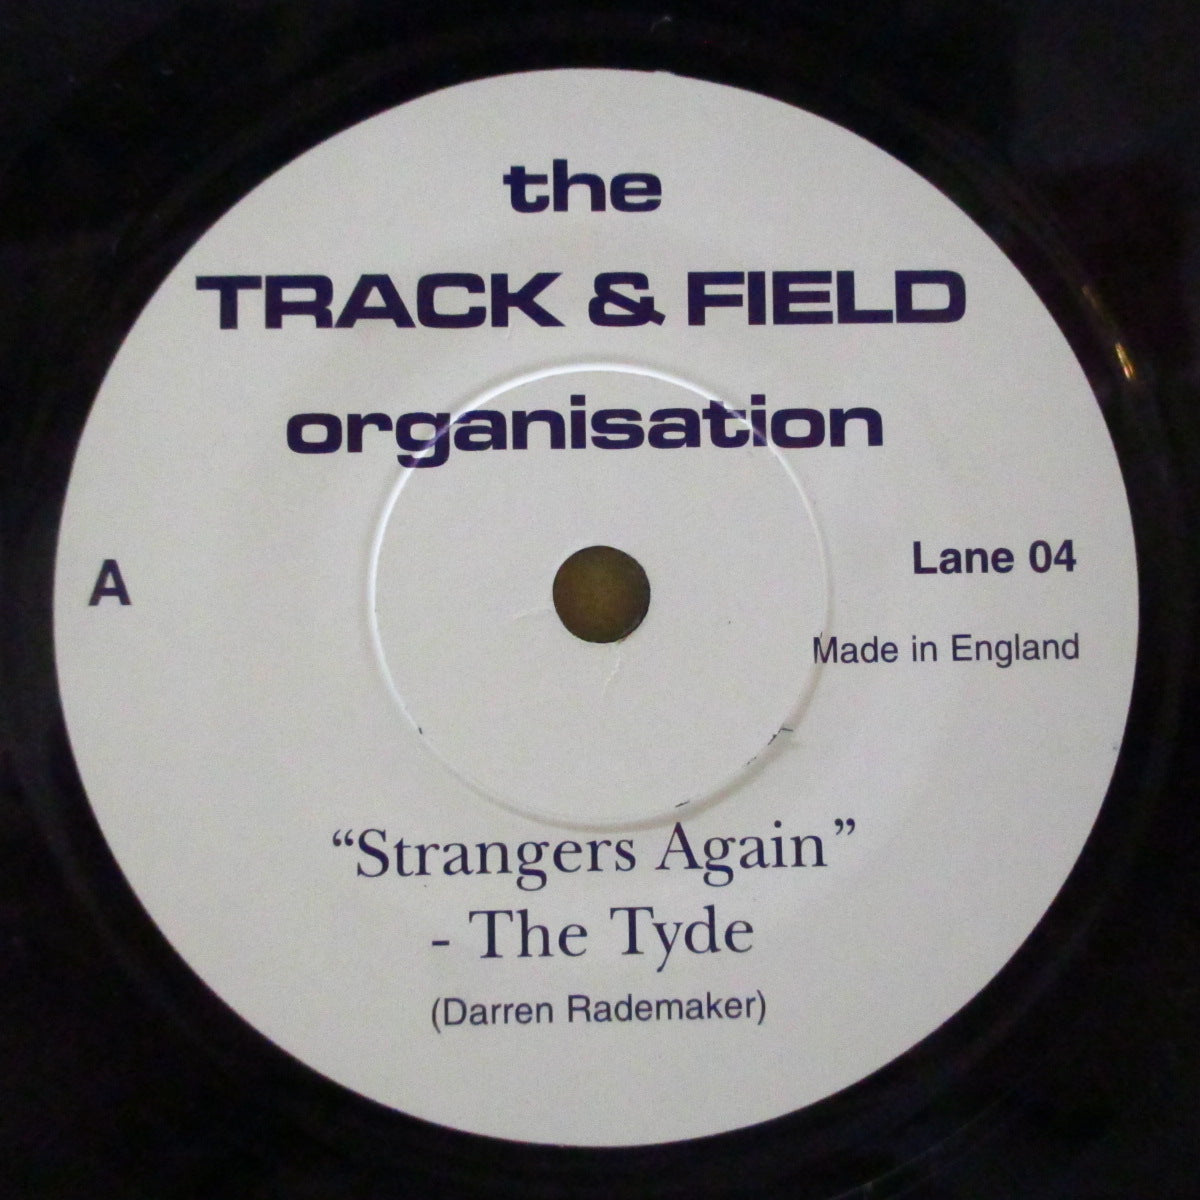 the
TRACK & FIELD
organisation
A
Lane 04
Made in England
“Strangers Again”
- The Tyde
(Darren Rademaker)